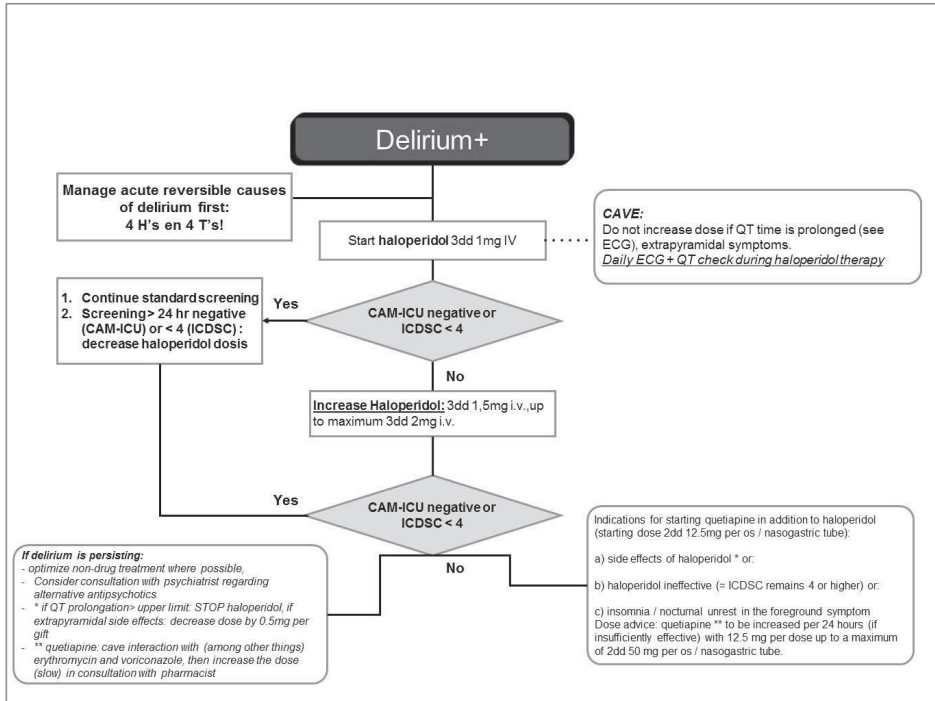 Delirium+
Manage acute reversible causes
of delirium first:
4 H's en 4 T's!
Start haloperidol 3dd 1mg IV
CAVE:
Do not increase dose if QT time is prolonged (see
ECG), extrapyramidal symptoms.
Daily ECG + QT check during haloperidol therapy
1. Continue standard screening
2. Screening > 24 hr negative
(CAM-ICU) or < 4 (ICDSC) :
decrease haloperidol dosis
Yes
CAM-ICU negative or
ICDSC < 4
No
Increase Haloperidol: 3dd 1,5mg i.v.,up
to maximum 3dd 2mg i.v.
Yes
CAM-ICU negative or
ICDSC < 4
No
If delirium is persisting:
- optimize non-drug treatment where possible,
- Consider consultation with psychiatrist regarding
alternative antipsychotics
- * if QT prolongation> upper limit: STOP haloperidol, if
extrapyramidal side effects: decrease dose by 0.5mg per
gift
- ** quetiapine: cave interaction with (among other things)
erythromycin and voriconazole, then increase the dose
(slow) in consultation with pharmacist
Indications for starting quetiapine in addition to haloperidol
(starting dose 2dd 12.5mg per os / nasogastric tube):
a) side effects of haloperidol * or:
b) haloperidol ineffective (= ICDSC remains 4 or higher) or:
c) insomnia / nocturnal unrest in the foreground symptom
Dose advice: quetiapine ** to be increased per 24 hours (if
insufficiently effective) with 12.5 mg per dose up to a maximum
of 2dd 50 mg per os / nasogastric tube.